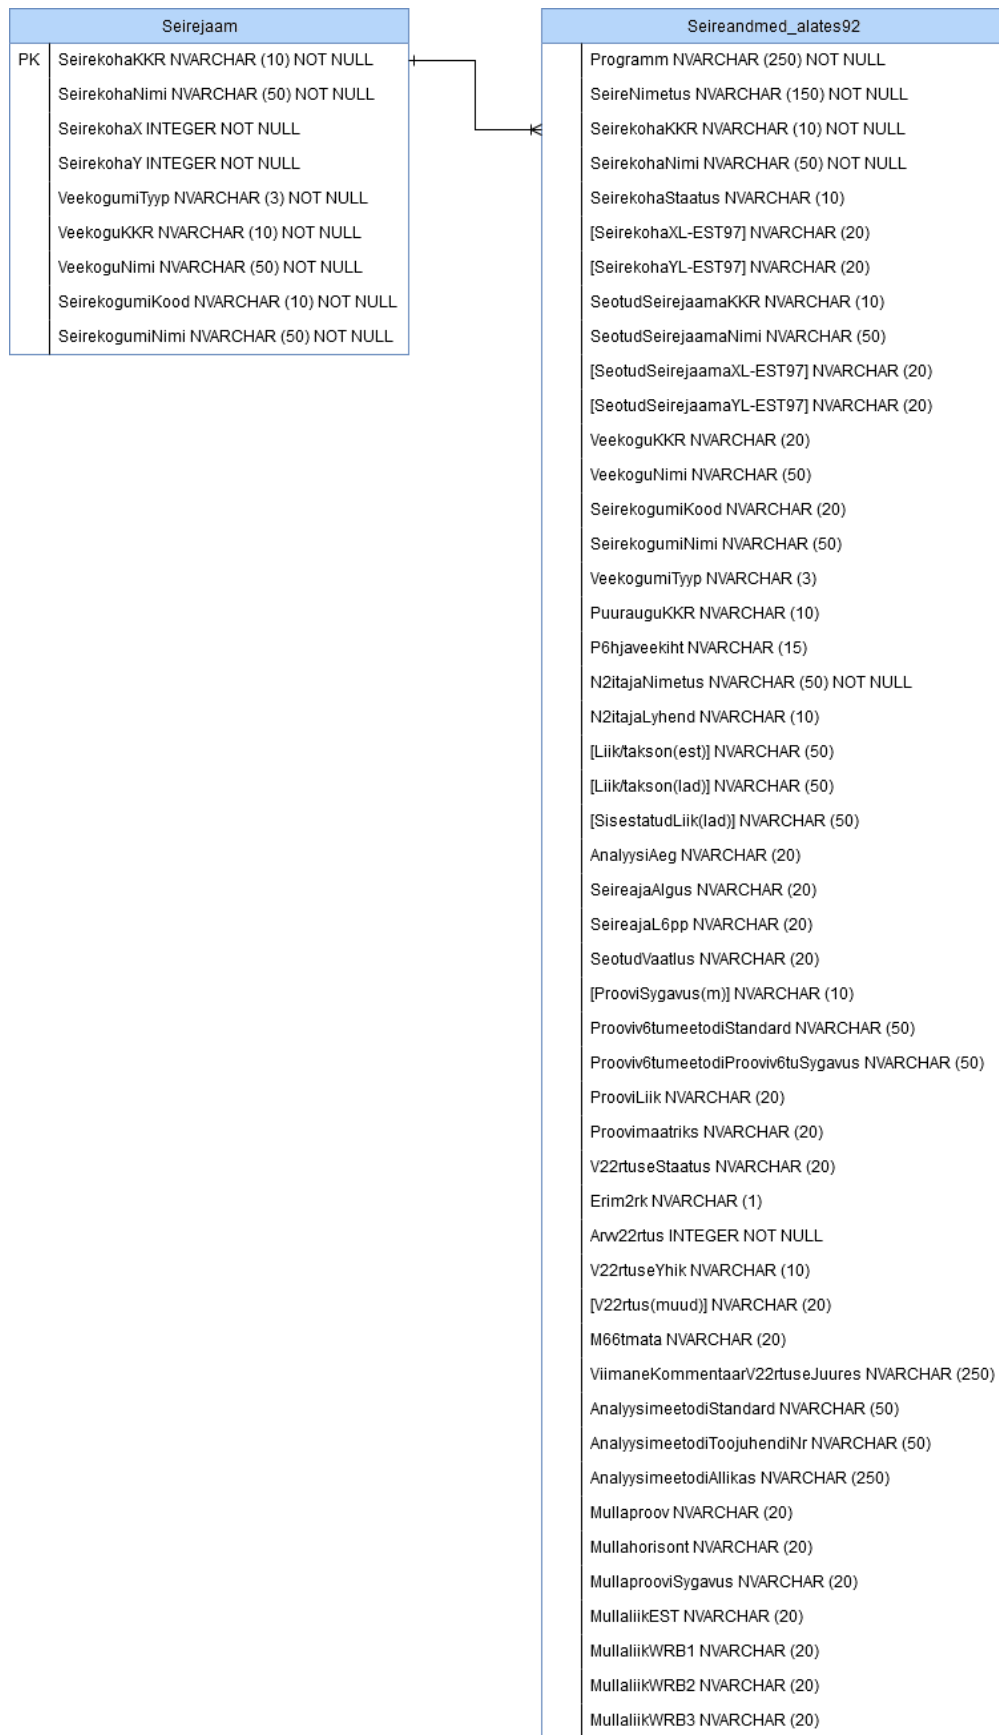 Seirejaam
PK
SeirekohaKKR NVARCHAR (10) NOT NULL
SeirekohaNimi NVARCHAR (50) NOT NULL
SeirekohaX INTEGER NOT NULL
SeirekohaY INTEGER NOT NULL
VeekogumiTyyp NVARCHAR (3) NOT NULL
VeekoguKKR NVARCHAR (10) NOT NULL
VeekoguNimi NVARCHAR (50) NOT NULL
SeirekogumiKood NVARCHAR (10) NOT NULL
SeirekogumiNimi NVARCHAR (50) NOT NULL
Seireandmed_alates92
Programm NVARCHAR (250) NOT NULL
SeireNimetus NVARCHAR (150) NOT NULL
SeirekohaKKR NVARCHAR (10) NOT NULL
SeirekohaNimi NVARCHAR (50) NOT NULL
SeirekohaStaatus NVARCHAR (10)
[SeirekohaXL-EST97] NVARCHAR (20)
[SeirekohaYL-EST97] NVARCHAR (20)
SeotudSeirejaamaKKR NVARCHAR (10)
SeotudSeirejaamaNimi NVARCHAR (50)
[SeotudSeirejaamaXL-EST97] NVARCHAR (20)
[SeotudSeirejaamaYL-EST97] NVARCHAR (20)
VeekoguKKR NVARCHAR (20)
VeekoguNimi NVARCHAR (50)
SeirekogumiKood NVARCHAR (20)
SeirekogumiNimi NVARCHAR (50)
VeekogumiTyyp NVARCHAR (3)
PuurauguKKR NVARCHAR (10)
P6hjaveekiht NVARCHAR (15)
N2itajaNimetus NVARCHAR (50) NOT NULL
N2itajaLyhend NVARCHAR (10)
[Liik/takson(est)] NVARCHAR (50)
[Liik/takson(lad)] NVARCHAR (50)
[SisestatudLiik(lad)] NVARCHAR (50)
AnalyysiAeg NVARCHAR (20)
SeireajaAlgus NVARCHAR (20)
SeireajaL6pp NVARCHAR (20)
SeotudVaatlus NVARCHAR (20)
[ProoviSygavus(m)] NVARCHAR (10)
Prooviv6tumeetodiStandard NVARCHAR (50)
Prooviv6tumeetodiProoviv6tuSygavus NVARCHAR (50)
ProoviLiik NVARCHAR (20)
Proovimaatriks NVARCHAR (20)
V22rtuseStaatus NVARCHAR (20)
Erim2rk NVARCHAR (1)
Arvv22rtus INTEGER NOT NULL
V22rtuseYhik NVARCHAR (10)
[V22rtus(muud)] NVARCHAR (20)
M66tmata NVARCHAR (20)
ViimaneKommentaarV22rtuseJuures NVARCHAR (250)
AnalyysimeetodiStandard NVARCHAR (50)
AnalyysimeetodiToojuhendiNr NVARCHAR (50)
AnalyysimeetodiAllikas NVARCHAR (250)
Mullaproov NVARCHAR (20)
Mullahorisont NVARCHAR (20)
MullaprooviSygavus NVARCHAR (20)
MullaliikEST NVARCHAR (20)
MullaliikWRB1 NVARCHAR (20)
MullaliikWRB2 NVARCHAR (20)
MullaliikWRB3 NVARCHAR (20)